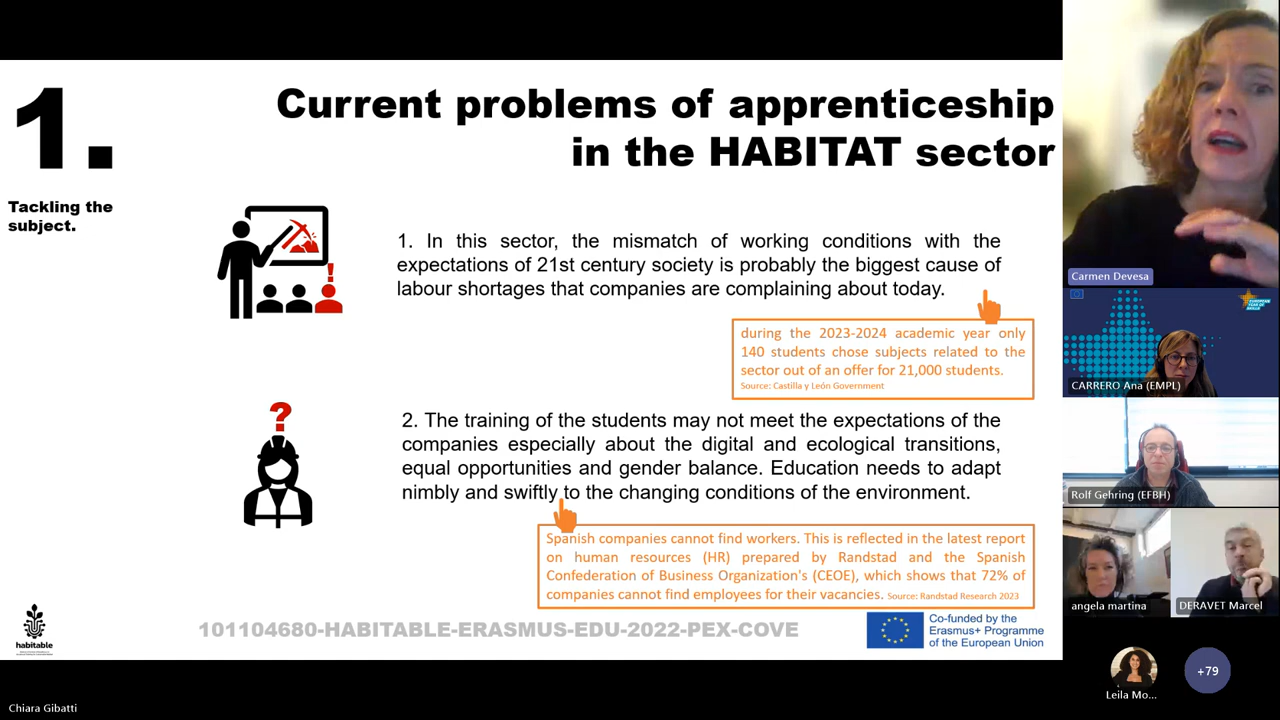 1.
Tackling the
subject.
Current problems of apprenticeship
in the HABITAT sector
1. In this sector, the mismatch of working conditions with the
expectations of 21st century society is probably the biggest cause of
labour shortages that companies are complaining about today.
during the 2023-2024 academic year only
140 students chose subjects related to the
sector out of an offer for 21,000 students.
Source: Castilla y León Government
2. The training of the students may not meet the expectations of the
companies especially about the digital and ecological transitions,
equal opportunities and gender balance. Education needs to adapt
nimbly and swiftly to the changing conditions of the environment.
Spanish companies cannot find workers. This is reflected in the latest report
on human resources (HR) prepared by Randstad and the Spanish
Confederation of Business Organization's (CEOE), which shows that 72% of
companies cannot find employees for their vacancies. Source: Randstad Research 2023
habitable
101104680-HABITABLE-ERASMUS-EDU-2022-PEX-COVE
Co-funded by the
Erasmus+ Programme
of the European Union
Chiara Gibatti
Carmen Devesa
CARRERO Ana (EMPL)
Rolf Gehring (EFBH)
angela martina
DERAVET Marcel
Leila Mo...
+79